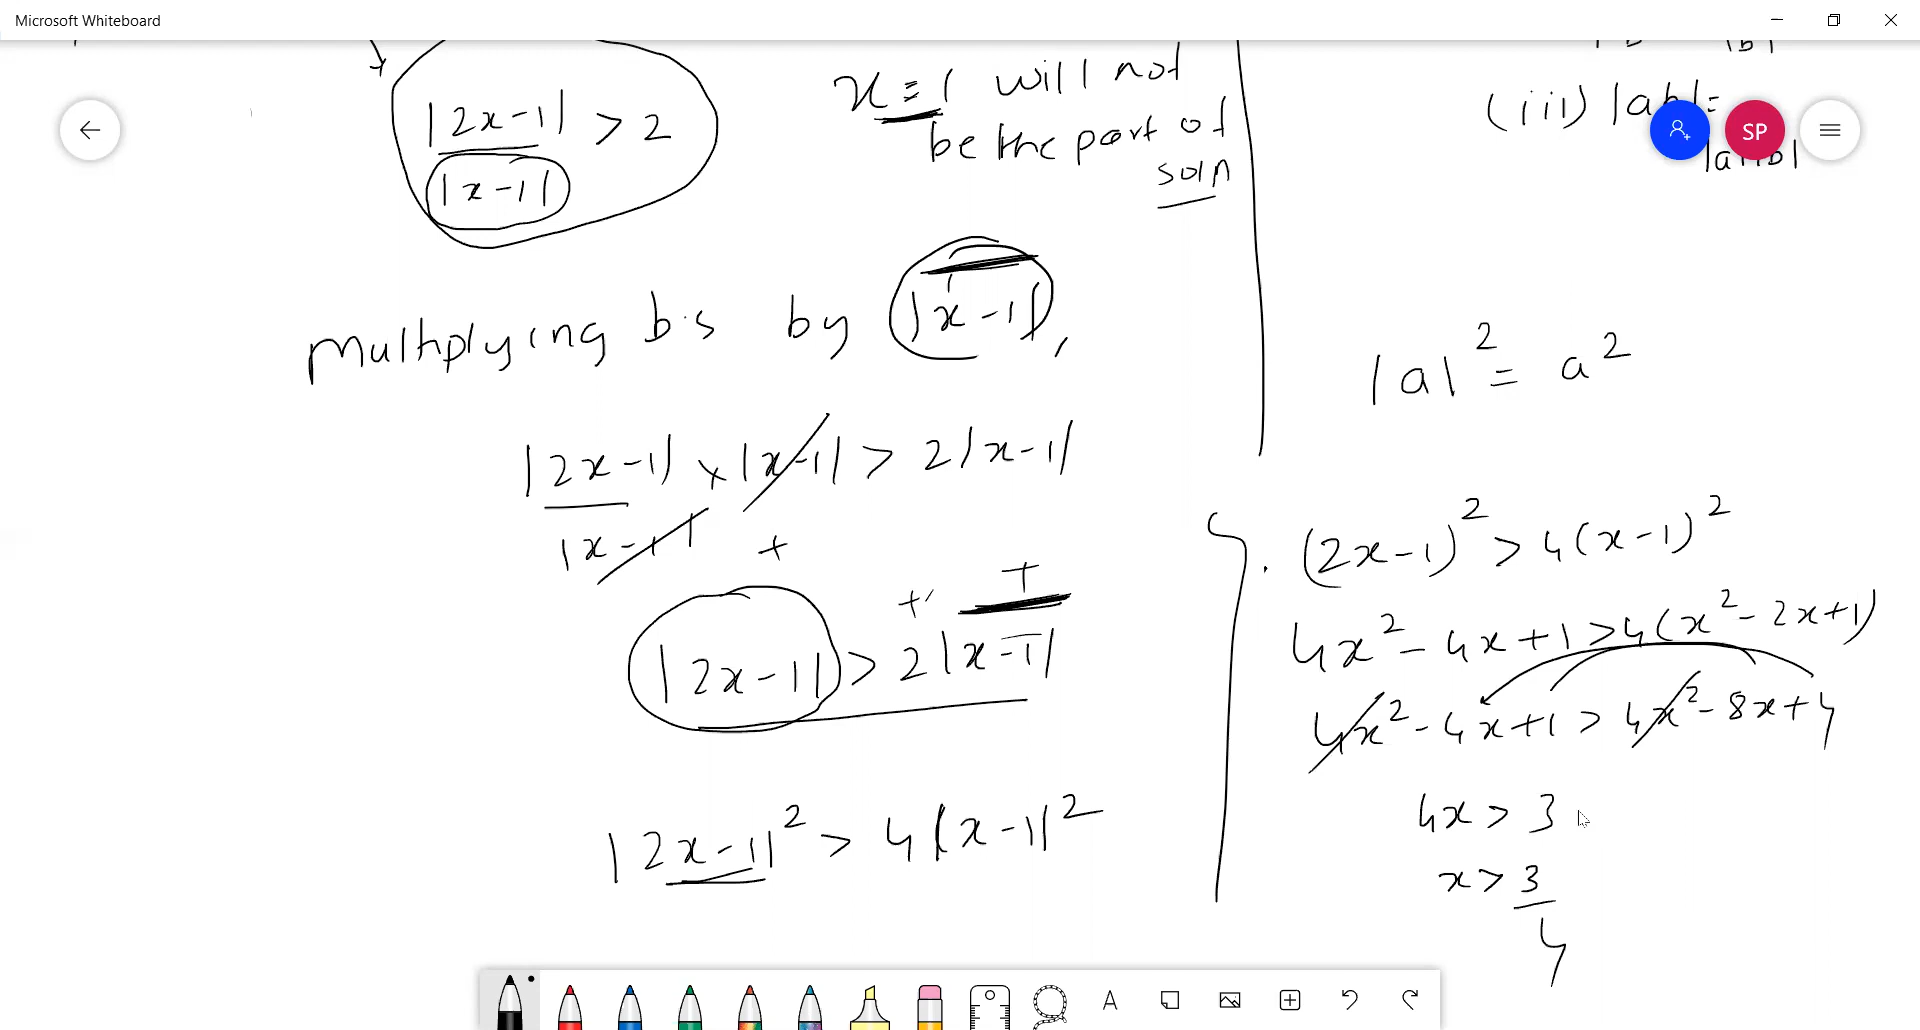 Microsoft Whiteboard
|2x-1| > 2
|x-1|
x = 1 will not
be the part of
soln
multiplying b.s by |x-1|,
|2x-1| x |x-1| > 2|x-1|
|x-1| +
+ +
|2x-1| > 2|x-1|
|2x-1|² > 4|x-1|²
|b|
(iii) |ab| =
|a||b|
SP
|a|² = a²
(2x-1)² > 4(x-1)²
4x² - 4x + 1 > 4(x² - 2x + 1)
4x² - 4x + 1 > 4x² - 8x + 4
4x > 3
x > 3
4
A